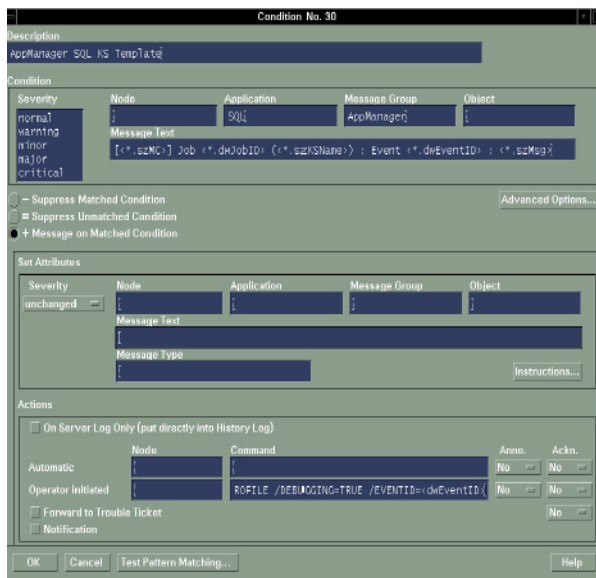 Condition No. 30
Description
AppManager SQL KS Template
Condition
Severity Node Application Message Group Object
normal
warning
minor
major
critical
SQL AppManager
Message Text
[<*.szMC>] Job <*.dwJobID> (<*.szKSName>) : Event <*.dwEventID> : <*.szMsg>
- Suppress Matched Condition
= Suppress Unmatched Condition
+ Message on Matched Condition
Advanced Options...
Set Attributes
Severity Node Application Message Group Object
unchanged
Message Text
Message Type
Instructions...
Actions
On Server Log Only (put directly into History Log)
Node Command Anno. Ackn.
Automatic No No
Operator initiated ROFILE /DEBUGGING=TRUE /EVENTID=<dwEventID> No No
Forward to Trouble Ticket No
Notification
OK Cancel Test Pattern Matching... Help